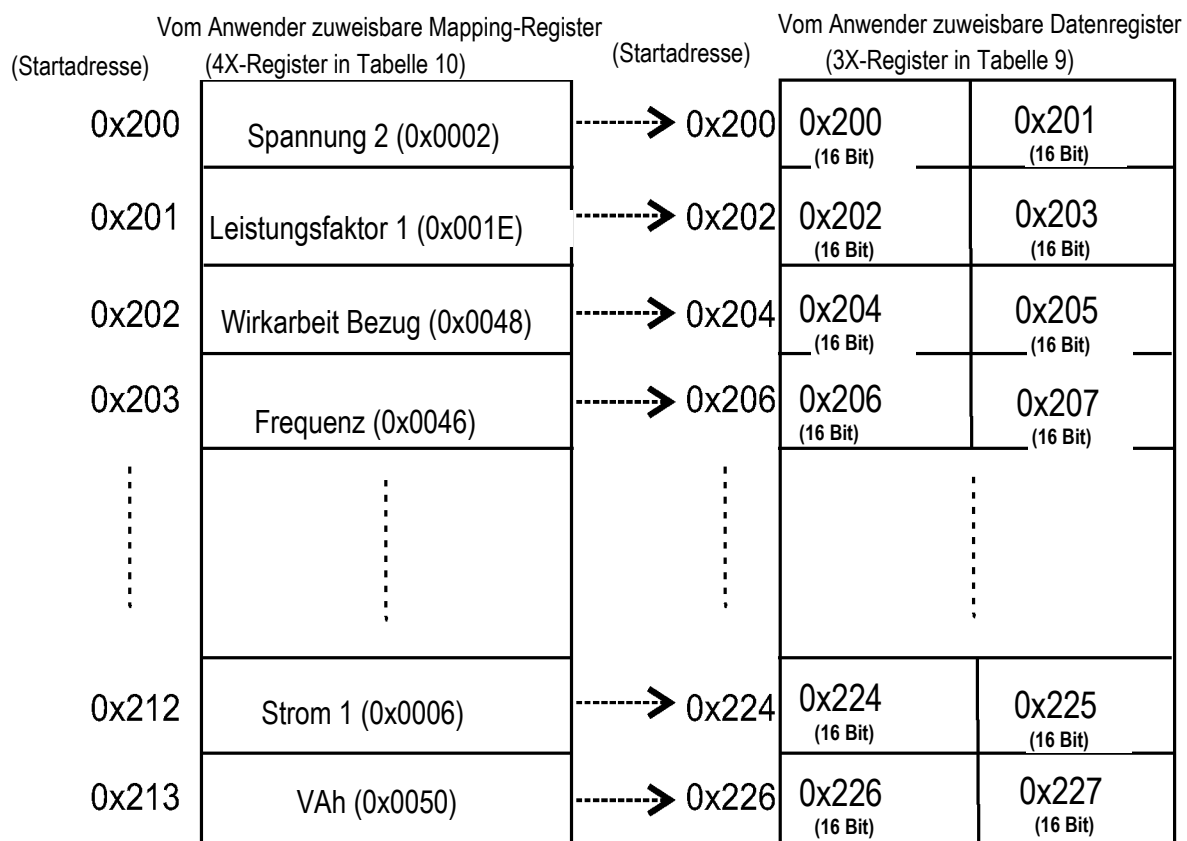 Vom Anwender zuweisbare Mapping-Register
Vom Anwender zuweisbare Datenregister
(Startadresse)
(4X-Register in Tabelle 10)
(Startadresse)
(3X-Register in Tabelle 9)
0x200
Spannung 2 (0x0002)
0x200
0x200
(16 Bit)
0x201
(16 Bit)
0x201
Leistungsfaktor 1 (0x001E)
0x202
0x202
(16 Bit)
0x203
(16 Bit)
0x202
Wirkarbeit Bezug (0x0048)
0x204
0x204
(16 Bit)
0x205
(16 Bit)
0x203
Frequenz (0x0046)
0x206
0x206
(16 Bit)
0x207
(16 Bit)
0x212
Strom 1 (0x0006)
0x224
0x224
(16 Bit)
0x225
(16 Bit)
0x213
VAh (0x0050)
0x226
0x226
(16 Bit)
0x227
(16 Bit)